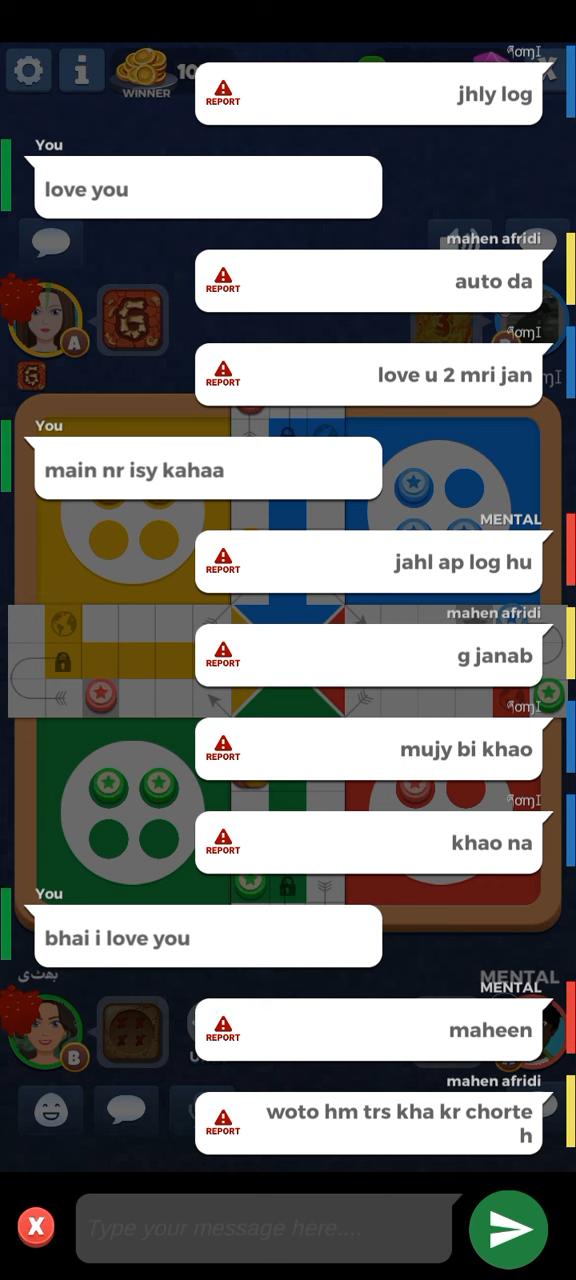 WINNER
jhly log
REPORT
You
love you
mahen afridi
auto da
REPORT
love u 2 mri jan
REPORT
You
main nr isy kahaa
MENTAL
jahl ap log hu
REPORT
mahen afridi
g janab
REPORT
mujy bi khao
REPORT
khao na
REPORT
You
bhai i love you
بھٹی
MENTAL
MENTAL
maheen
REPORT
mahen afridi
woto hm trs kha kr chorte
h
REPORT
Type your message here....